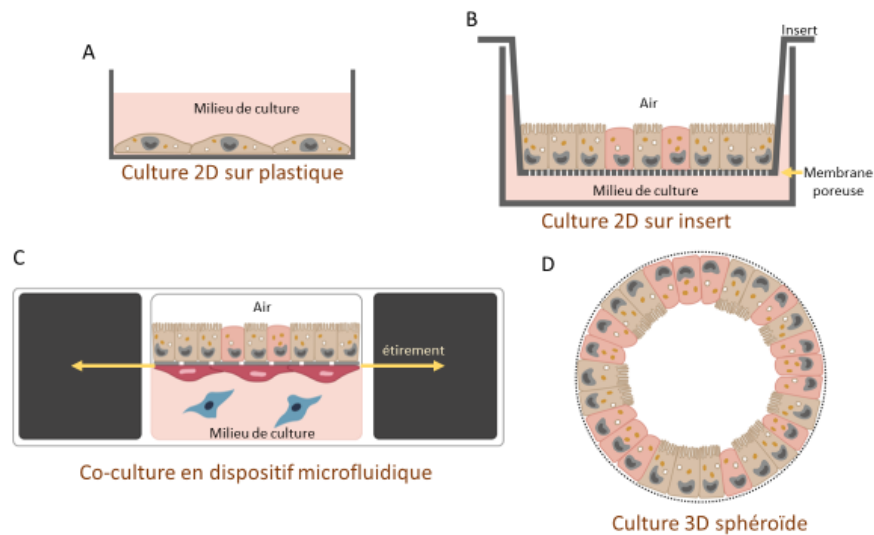 A
Milieu de culture
Culture 2D sur plastique
B
Insert
Air
Membrane
poreuse
Milieu de culture
Culture 2D sur insert
C
Air
étirement
Milieu de culture
Co-culture en dispositif microfluidique
D
Culture 3D sphéroïde